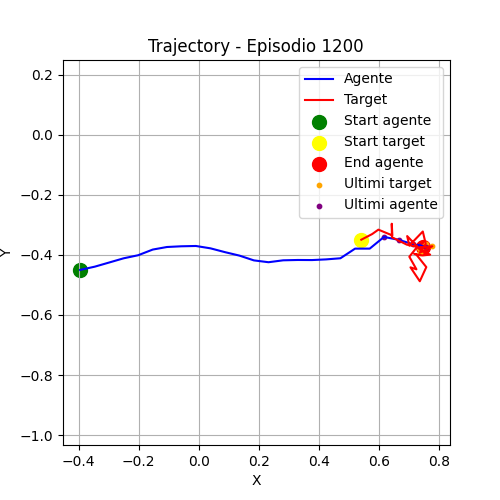 Trajectory - Episodio 1200
Agente
Target
Start agente
Start target
End agente
Ultimi target
Ultimi agente
Y
0.2
0.0
−0.2
−0.4
−0.6
−0.8
−1.0
−0.4 −0.2 0.0 0.2 0.4 0.6 0.8
X